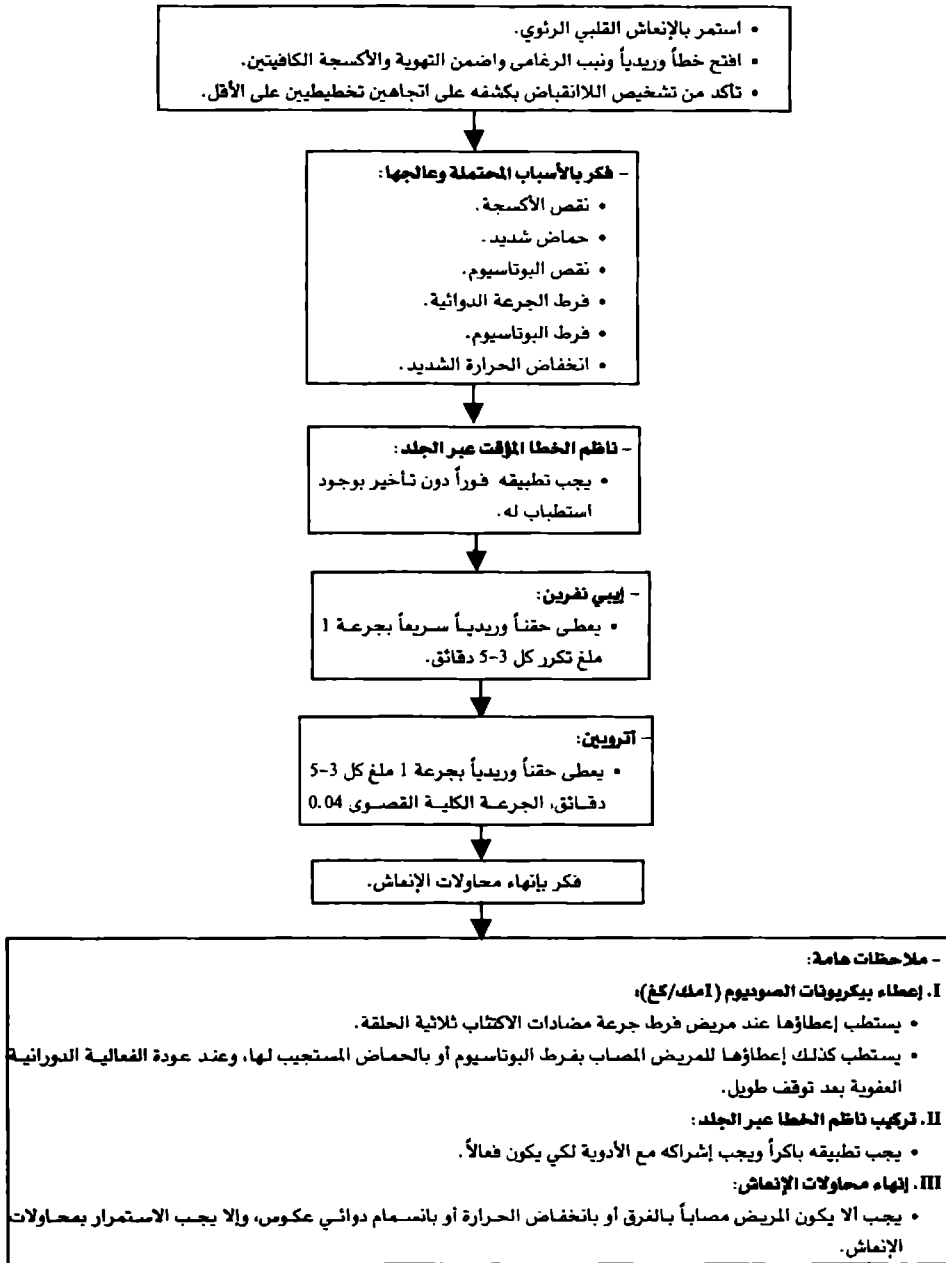 • استمر بالإنعاش القلبي الرئوي.
• افتح خطاً وريدياً ونبب الرغامى واضمن التهوية والأكسجة الكافيتين.
• تأكد من تشخيص اللاانقباض بكشفه على اتجاهين تخطيطيين على الأقل.
- فكر بالأسباب المحتملة وعالجها:
• نقص الأكسجة.
• حماض شديد.
• نقص البوتاسيوم.
• فرط الجرعة الدوائية.
• فرط البوتاسيوم.
• انخفاض الحرارة الشديد.
- ناظم الخطا المؤقت عبر الجلد:
• يجب تطبيقه فوراً دون تأخير بوجود
استطباب له.
- إيبي نفرين:
• يعطى حقناً وريدياً سريعاً بجرعة 1
ملغ تكرر كل 3-5 دقائق.
- أتروبين:
• يعطى حقناً وريدياً بجرعة 1 ملغ كل 3-5
دقائق، الجرعة الكلية القصوى 0.04
فكر بإنهاء محاولات الإنعاش.
- ملاحظات هامة:
I. إعطاء بيكربونات الصوديوم (1ملك/كغ):
• يستطب إعطاؤها عند مريض فرط جرعة مضادات الاكتئاب ثلاثية الحلقة.
• يستطب كذلك إعطاؤها للمريض المصاب بفرط البوتاسيوم أو بالحماض المستجيب لها، وعند عودة الفعالية الدورانية
العفوية بعد توقف طويل.
II. تركيب ناظم الخطا عبر الجلد:
• يجب تطبيقه باكراً ويجب إشراكه مع الأدوية لكي يكون فعالاً.
III. إنهاء محاولات الإنعاش:
• يجب ألا يكون المريض مصاباً بالغرق أو بانخفاض الحرارة أو بانسمام دوائي عكوس، وإلا يجب الاستمرار بمحاولات
الإنعاش.